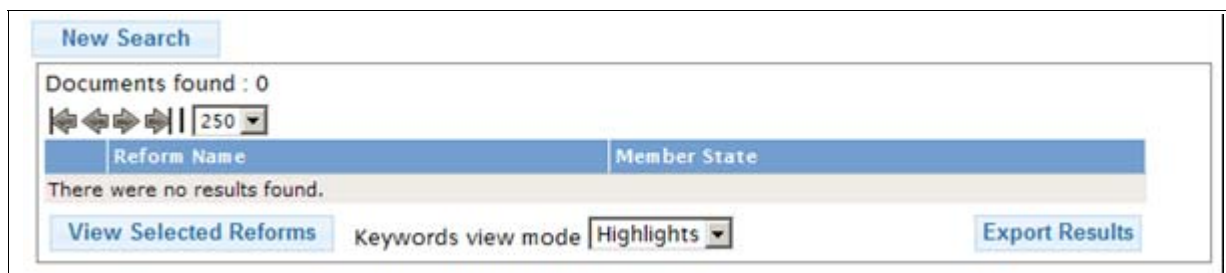 New Search
Documents found : 0
250
Reform Name Member State
There were no results found.
View Selected Reforms Keywords view mode Highlights Export Results